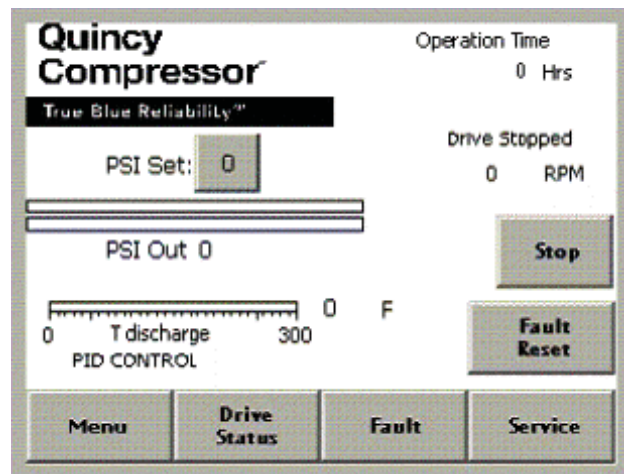 Quincy
Compressor
True Blue Reliability™
Operation Time
0 Hrs
Drive Stopped
0 RPM
PSI Set: 0
PSI Out 0
Stop
0 F
0 T discharge 300
PID CONTROL
Fault
Reset
Menu
Drive
Status
Fault
Service